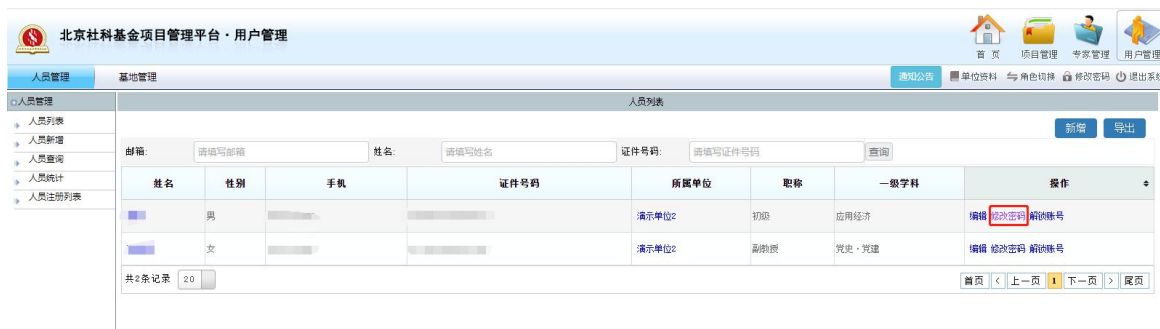 北京社科基金项目管理平台·用户管理
首 页 项目管理 专家管理 用户管理
人员管理 基地管理 通知公告 单位资料 角色切换 修改密码 退出系统
人员管理 人员列表
人员列表
人员新增
人员查询
人员统计
人员注册列表
新增 导出
邮箱: 请填写邮箱 姓名: 请填写姓名 证件号码: 请填写证件号码 查询
姓名 性别 手机 证件号码 所属单位 职称 一级学科 操作
男 演示单位2 初级 应用经济 编辑 修改密码 解锁账号
女 演示单位2 副教授 党史·党建 编辑 修改密码 解锁账号
共2条记录 20 首页 < 上一页 1 下一页 > 尾页